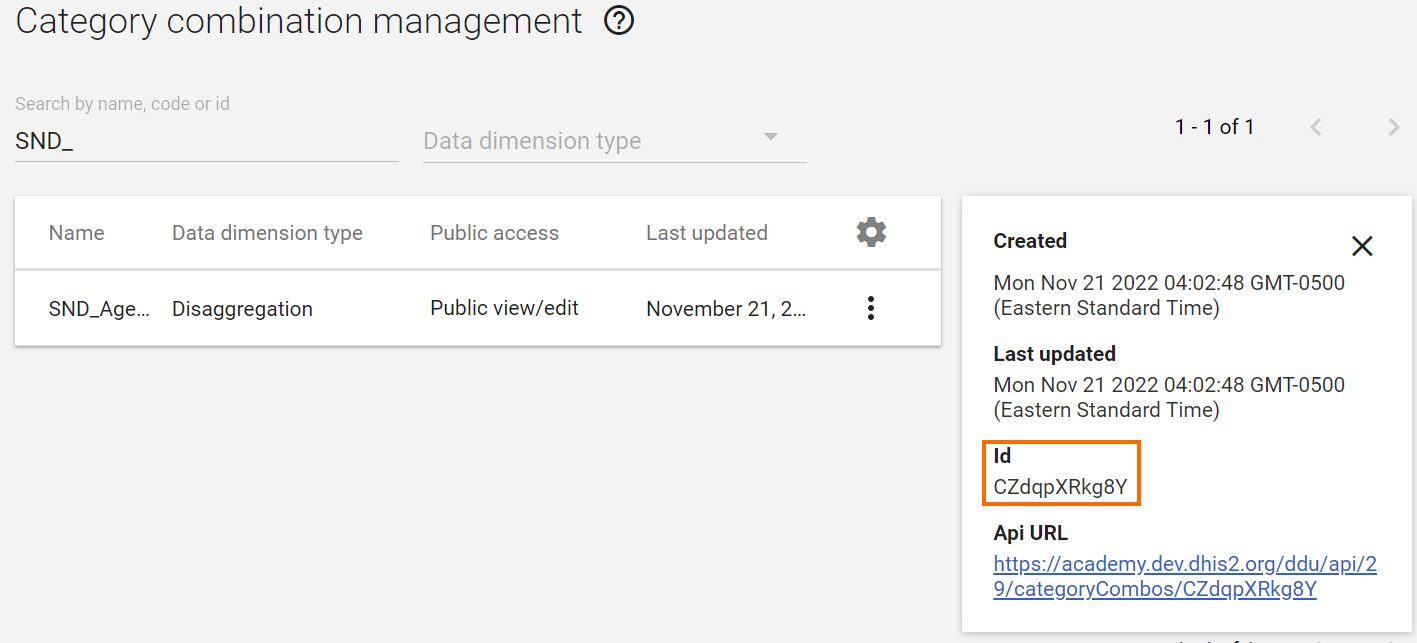 Category combination management ?
Search by name, code or id
SND_
Data dimension type
1 - 1 of 1
Name Data dimension type Public access Last updated
SND_Age... Disaggregation Public view/edit November 21, 2...
Created
Mon Nov 21 2022 04:02:48 GMT-0500
(Eastern Standard Time)
Last updated
Mon Nov 21 2022 04:02:48 GMT-0500
(Eastern Standard Time)
Id
CZdqpXRkg8Y
Api URL
https://academy.dev.dhis2.org/ddu/api/2
9/categoryCombos/CZdqpXRkg8Y